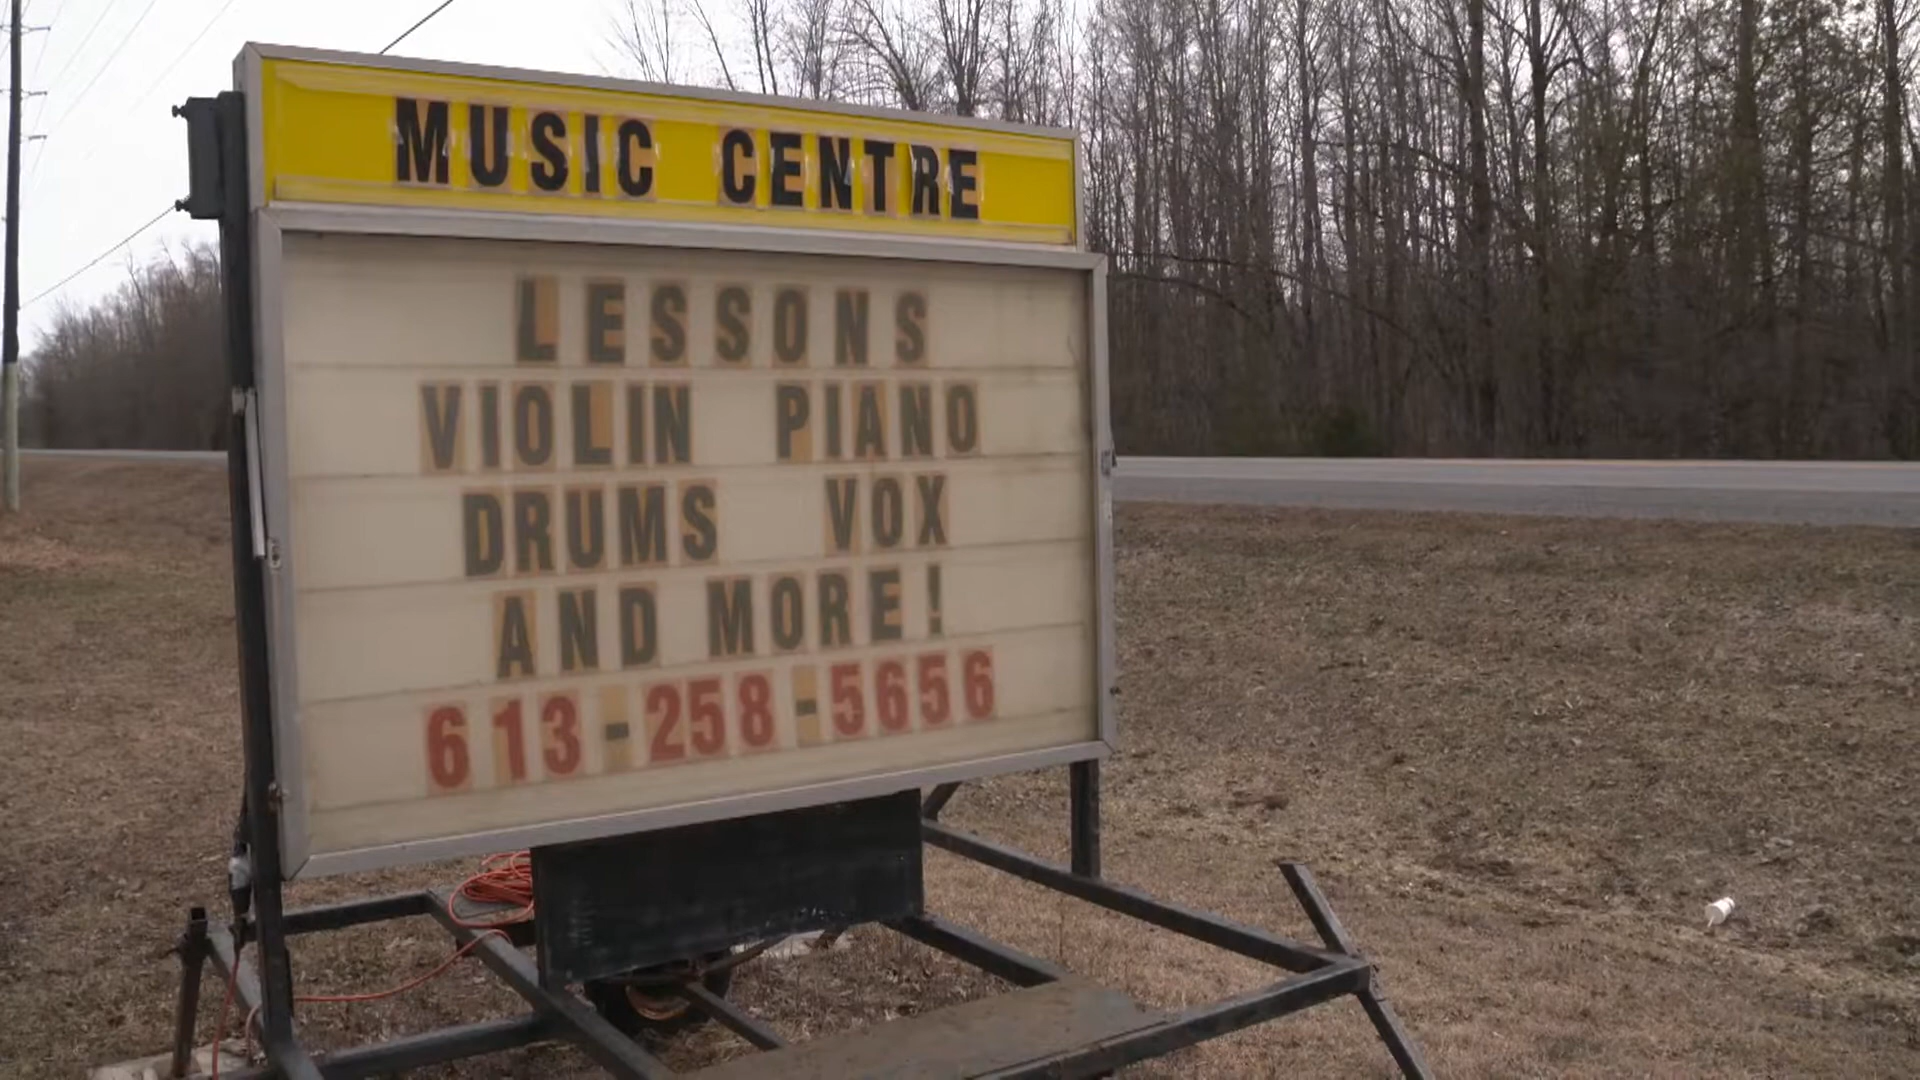 MUSIC CENTRE
LESSONS
VIOLIN PIANO
DRUMS VOX
AND MORE!
613-258-5656